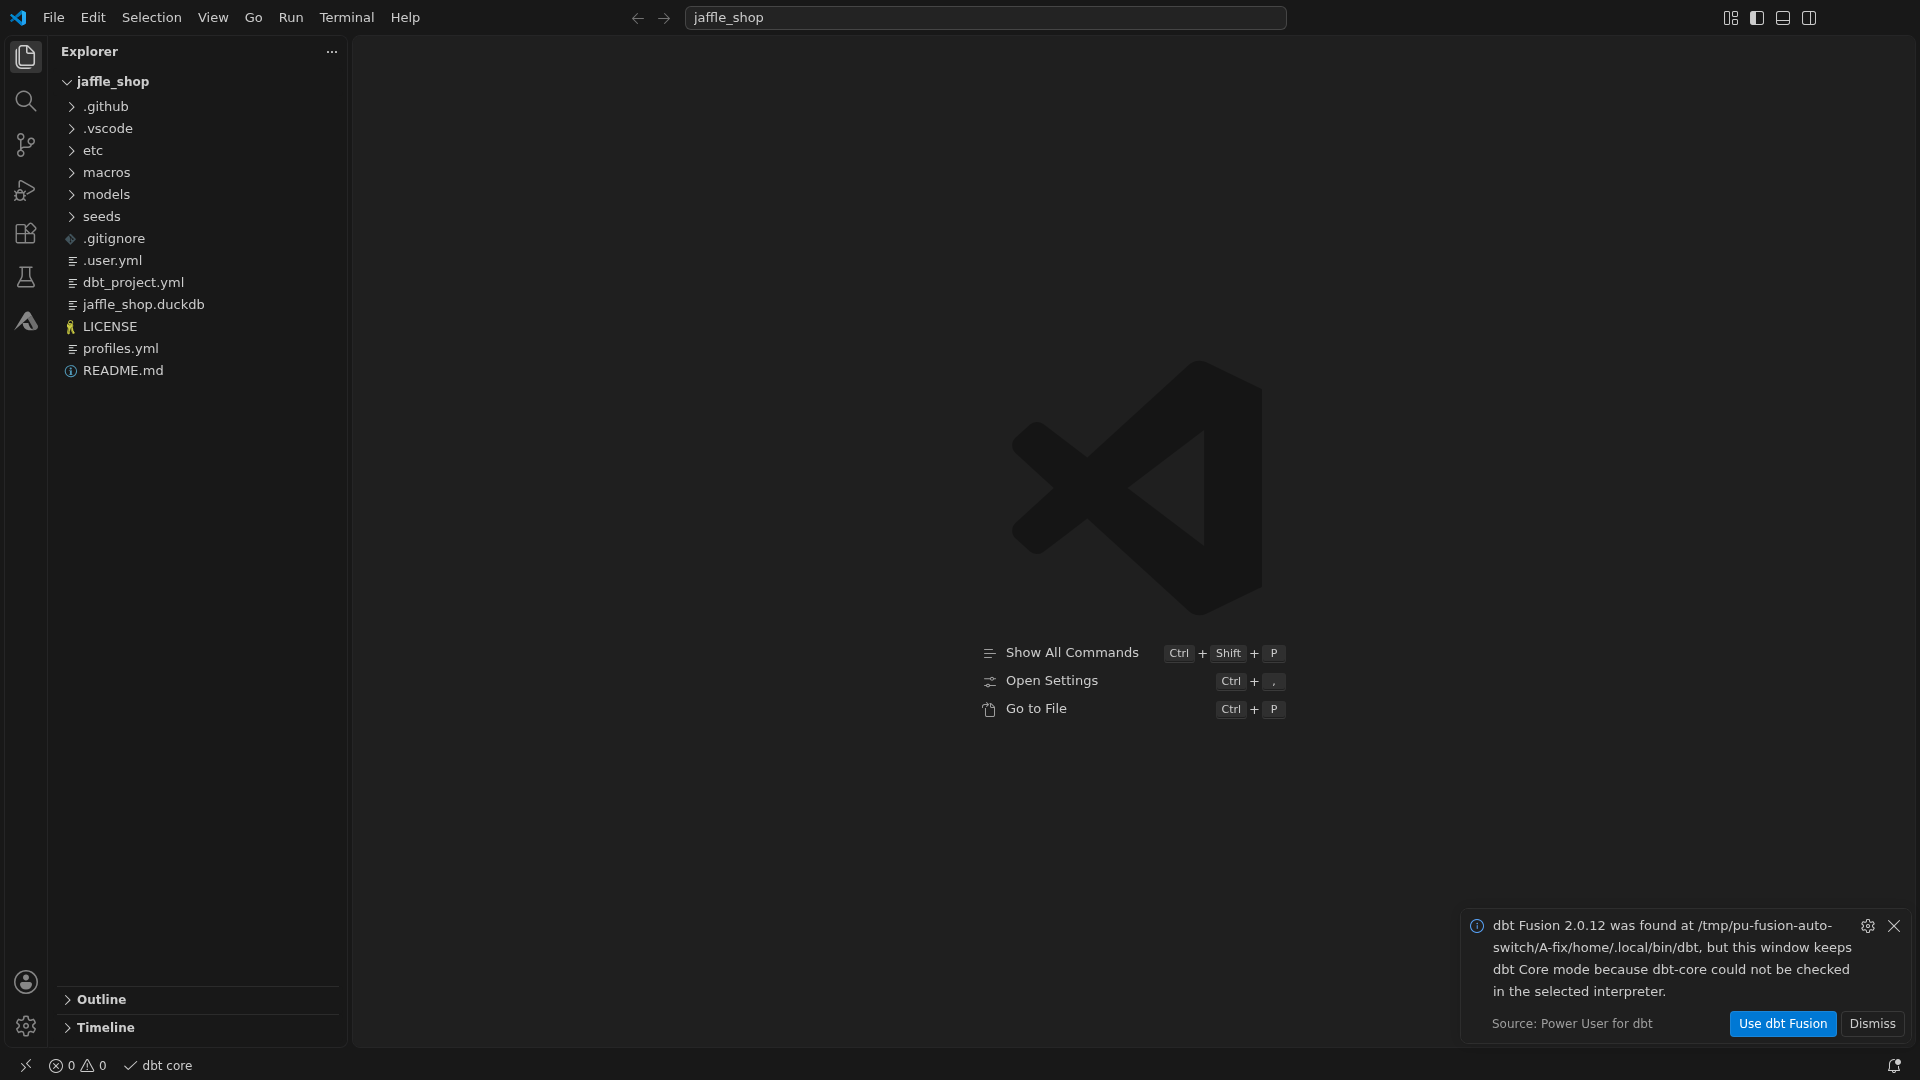 File Edit Selection View Go Run Terminal Help
jaffle_shop
Explorer
jaffle_shop
.github
.vscode
etc
macros
models
seeds
.gitignore
.user.yml
dbt_project.yml
jaffle_shop.duckdb
LICENSE
profiles.yml
README.md
Show All Commands Ctrl + Shift + P
Open Settings Ctrl + ,
Go to File Ctrl + P
dbt Fusion 2.0.12 was found at /tmp/pu-fusion-auto-
switch/A-fix/home/.local/bin/dbt, but this window keeps
dbt Core mode because dbt-core could not be checked
in the selected interpreter.
Source: Power User for dbt Use dbt Fusion Dismiss
Outline
Timeline
0 0 dbt core